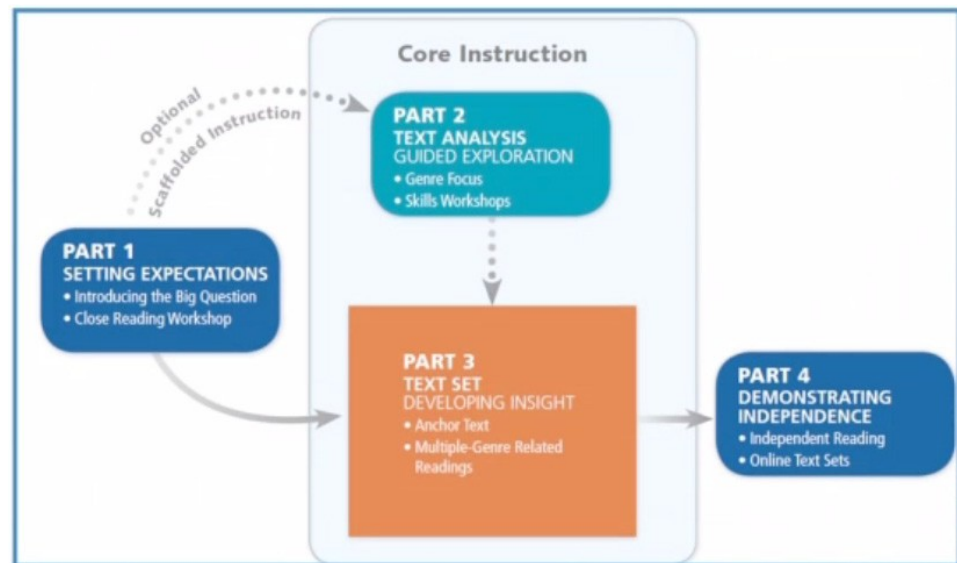 Core Instruction
Optional
Scaffolded Instruction
PART 1
SETTING EXPECTATIONS
• Introducing the Big Question
• Close Reading Workshop
PART 2
TEXT ANALYSIS
GUIDED EXPLORATION
• Genre Focus
• Skills Workshops
PART 3
TEXT SET
DEVELOPING INSIGHT
• Anchor Text
• Multiple-Genre Related
Readings
PART 4
DEMONSTRATING
INDEPENDENCE
• Independent Reading
• Online Text Sets